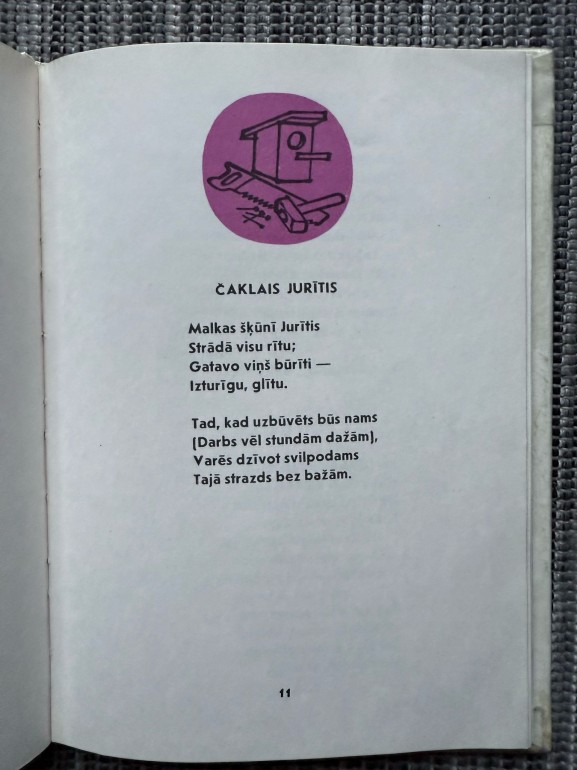 ČAKLAIS JURĪTIS
Malkas šķūnī Jurītis
Strādā visu rītu;
Gatavo viņš būrīti —
Izturīgu, glītu.
Tad, kad uzbūvēts būs nams
(Darbs vēl stundām dažām),
Varēs dzīvot svilpodams
Tajā strazds bez bažām.
11